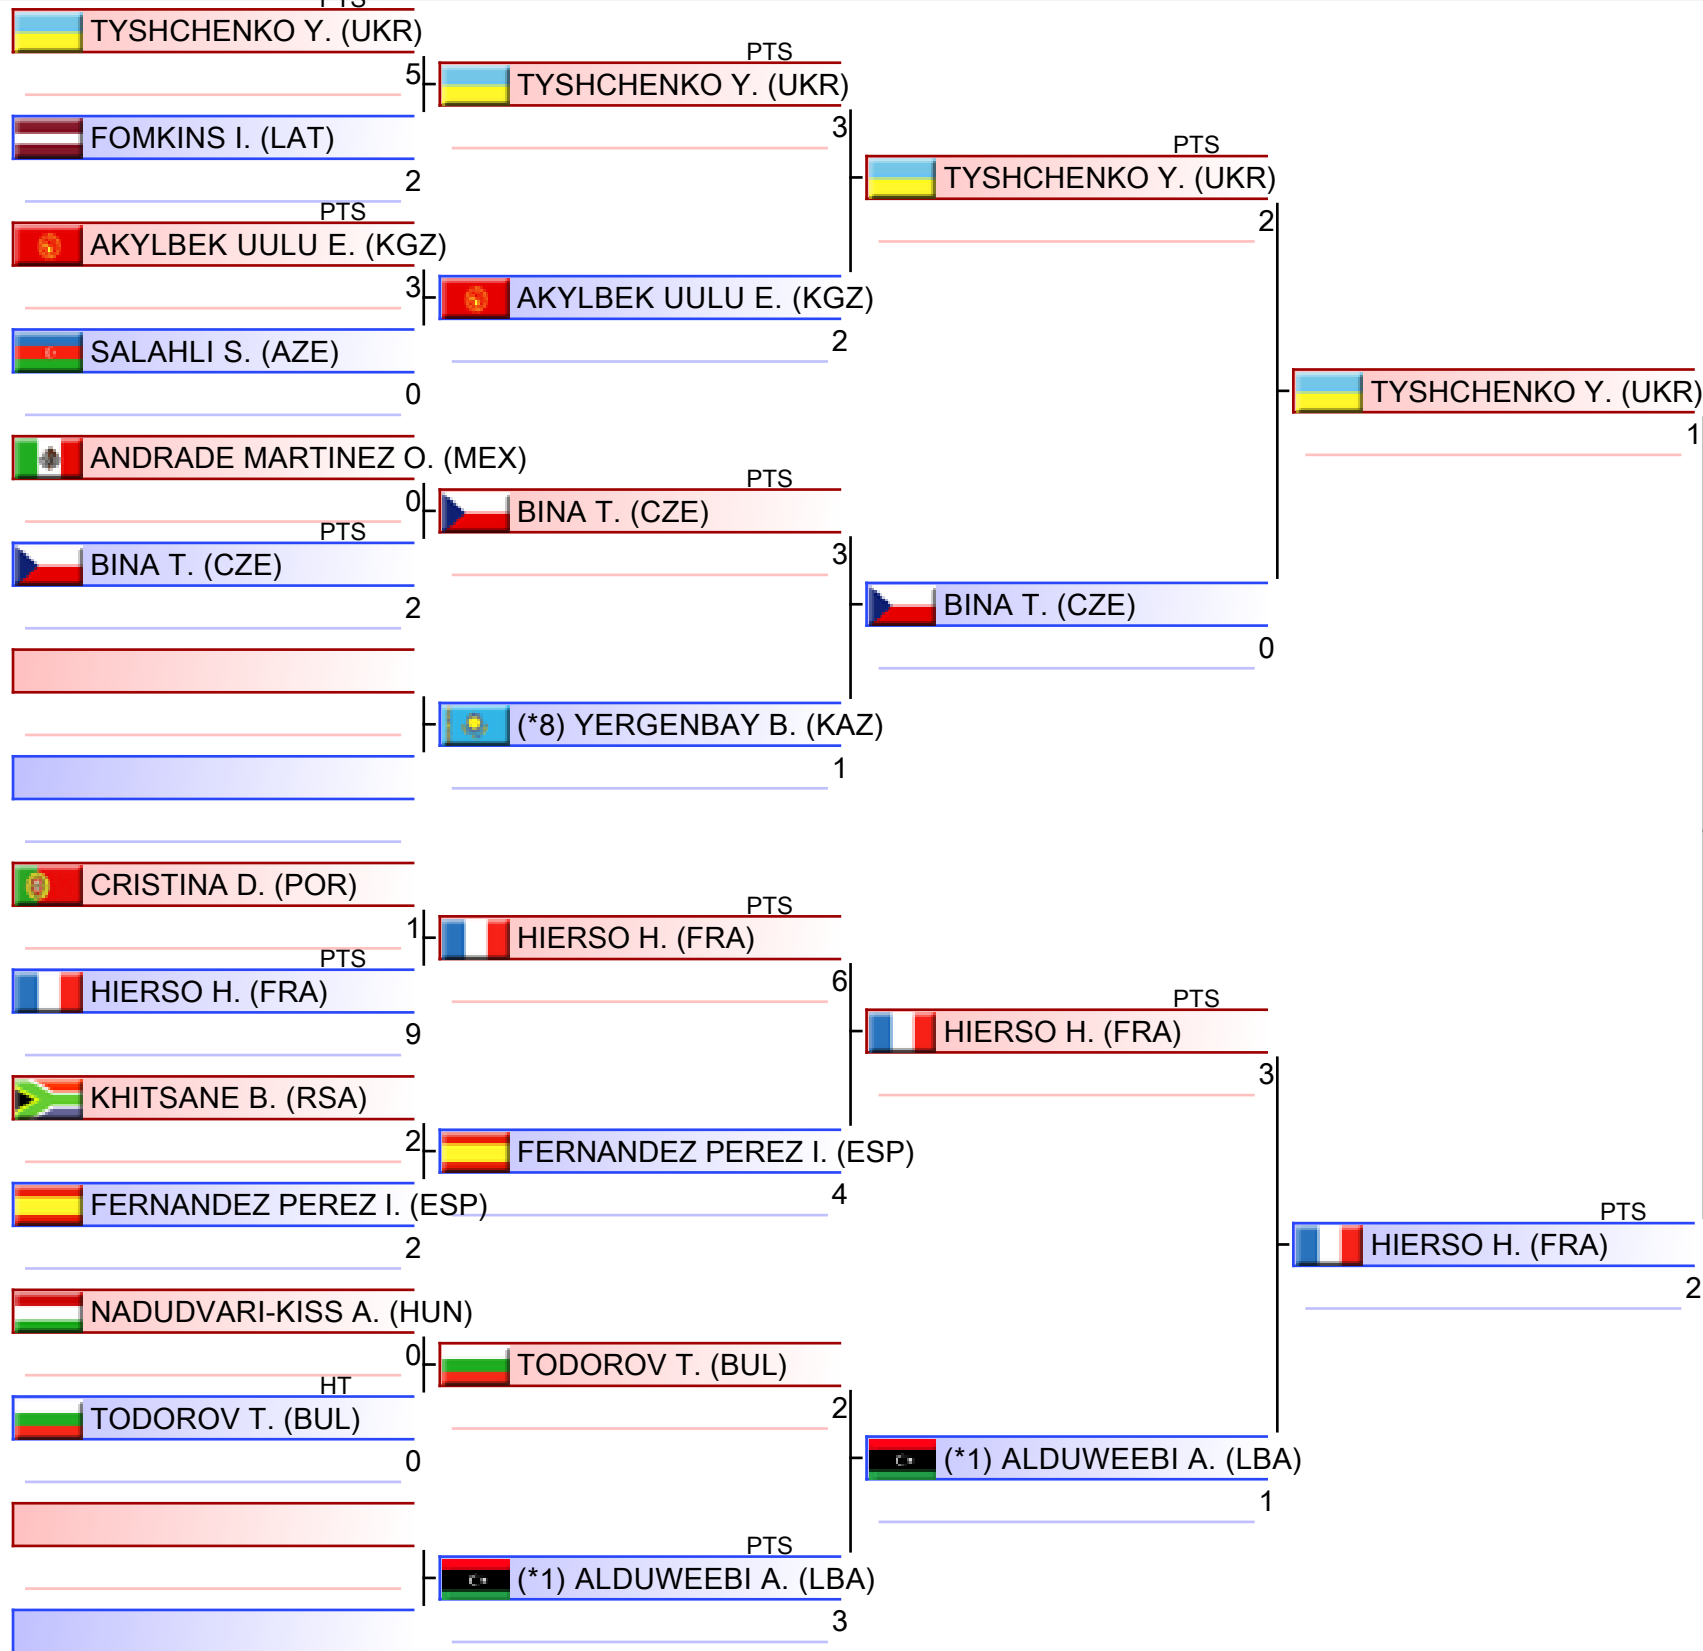 PTS
TYSHCHENKO Y. (UKR)
5
FOMKINS I. (LAT)
2
PTS
AKYLBEK UULU E. (KGZ)
3
SALAHLI S. (AZE)
0
ANDRADE MARTINEZ O. (MEX)
0
PTS
BINA T. (CZE)
2
CRISTINA D. (POR)
1
PTS
HIERSO H. (FRA)
9
KHITSANE B. (RSA)
2
FERNANDEZ PEREZ I. (ESP)
2
NADUDVARI-KISS A. (HUN)
0
HT
TODOROV T. (BUL)
0
PTS
TYSHCHENKO Y. (UKR)
3
AKYLBEK UULU E. (KGZ)
2
PTS
BINA T. (CZE)
3
(*8) YERGENBAY B. (KAZ)
1
PTS
HIERSO H. (FRA)
6
FERNANDEZ PEREZ I. (ESP)
4
TODOROV T. (BUL)
2
PTS
(*1) ALDUWEEBI A. (LBA)
3
PTS
TYSHCHENKO Y. (UKR)
2
BINA T. (CZE)
0
PTS
HIERSO H. (FRA)
3
(*1) ALDUWEEBI A. (LBA)
1
TYSHCHENKO Y. (UKR)
1
PTS
HIERSO H. (FRA)
2